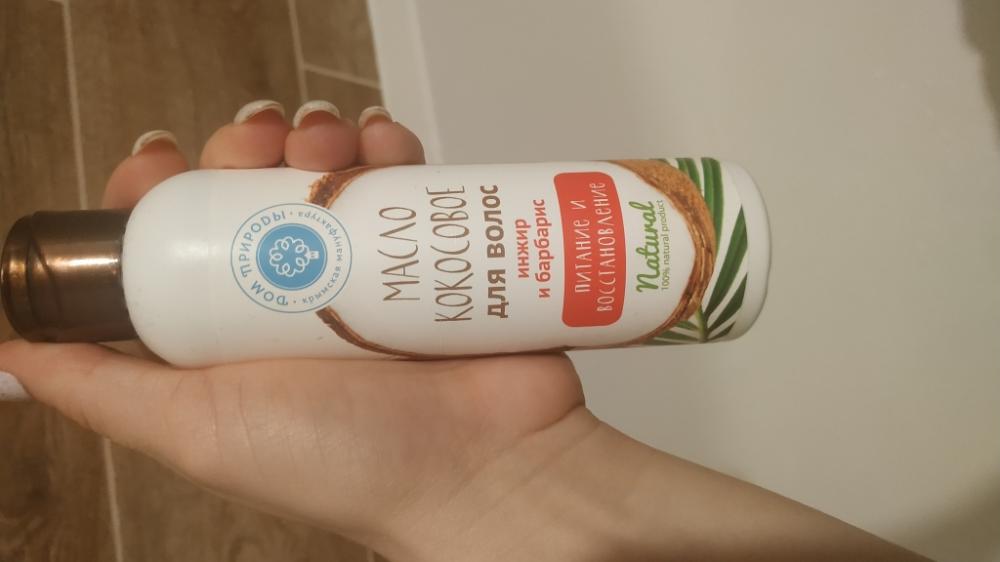 ДОМ ПРИРОДЫ
• крымская мануфактура •
МАСЛО
КОКОСОВОЕ
ДЛЯ ВОЛОС
инжир
и барбарис
ПИТАНИЕ И
ВОССТАНОВЛЕНИЕ
Natural
100% natural product